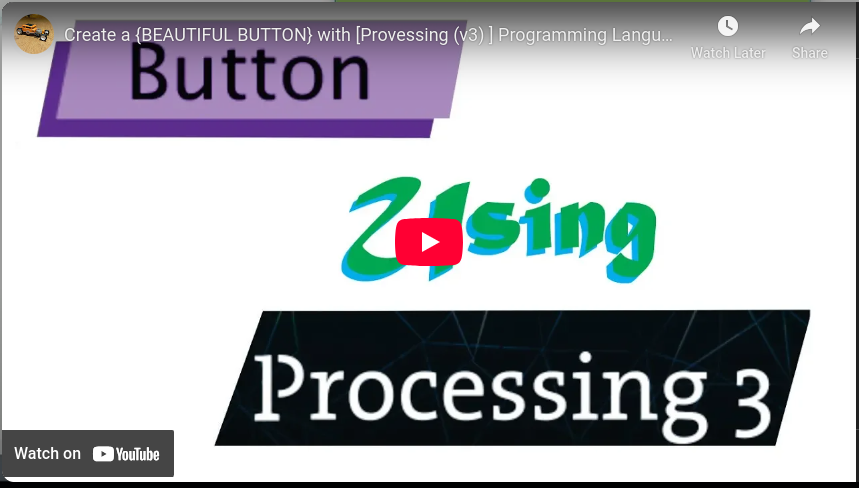 Create a {BEAUTIFUL BUTTON} with [Provessing (v3) ] Programming Langu...
Watch Later
Share
Button
Using
Processing 3
Watch on YouTube